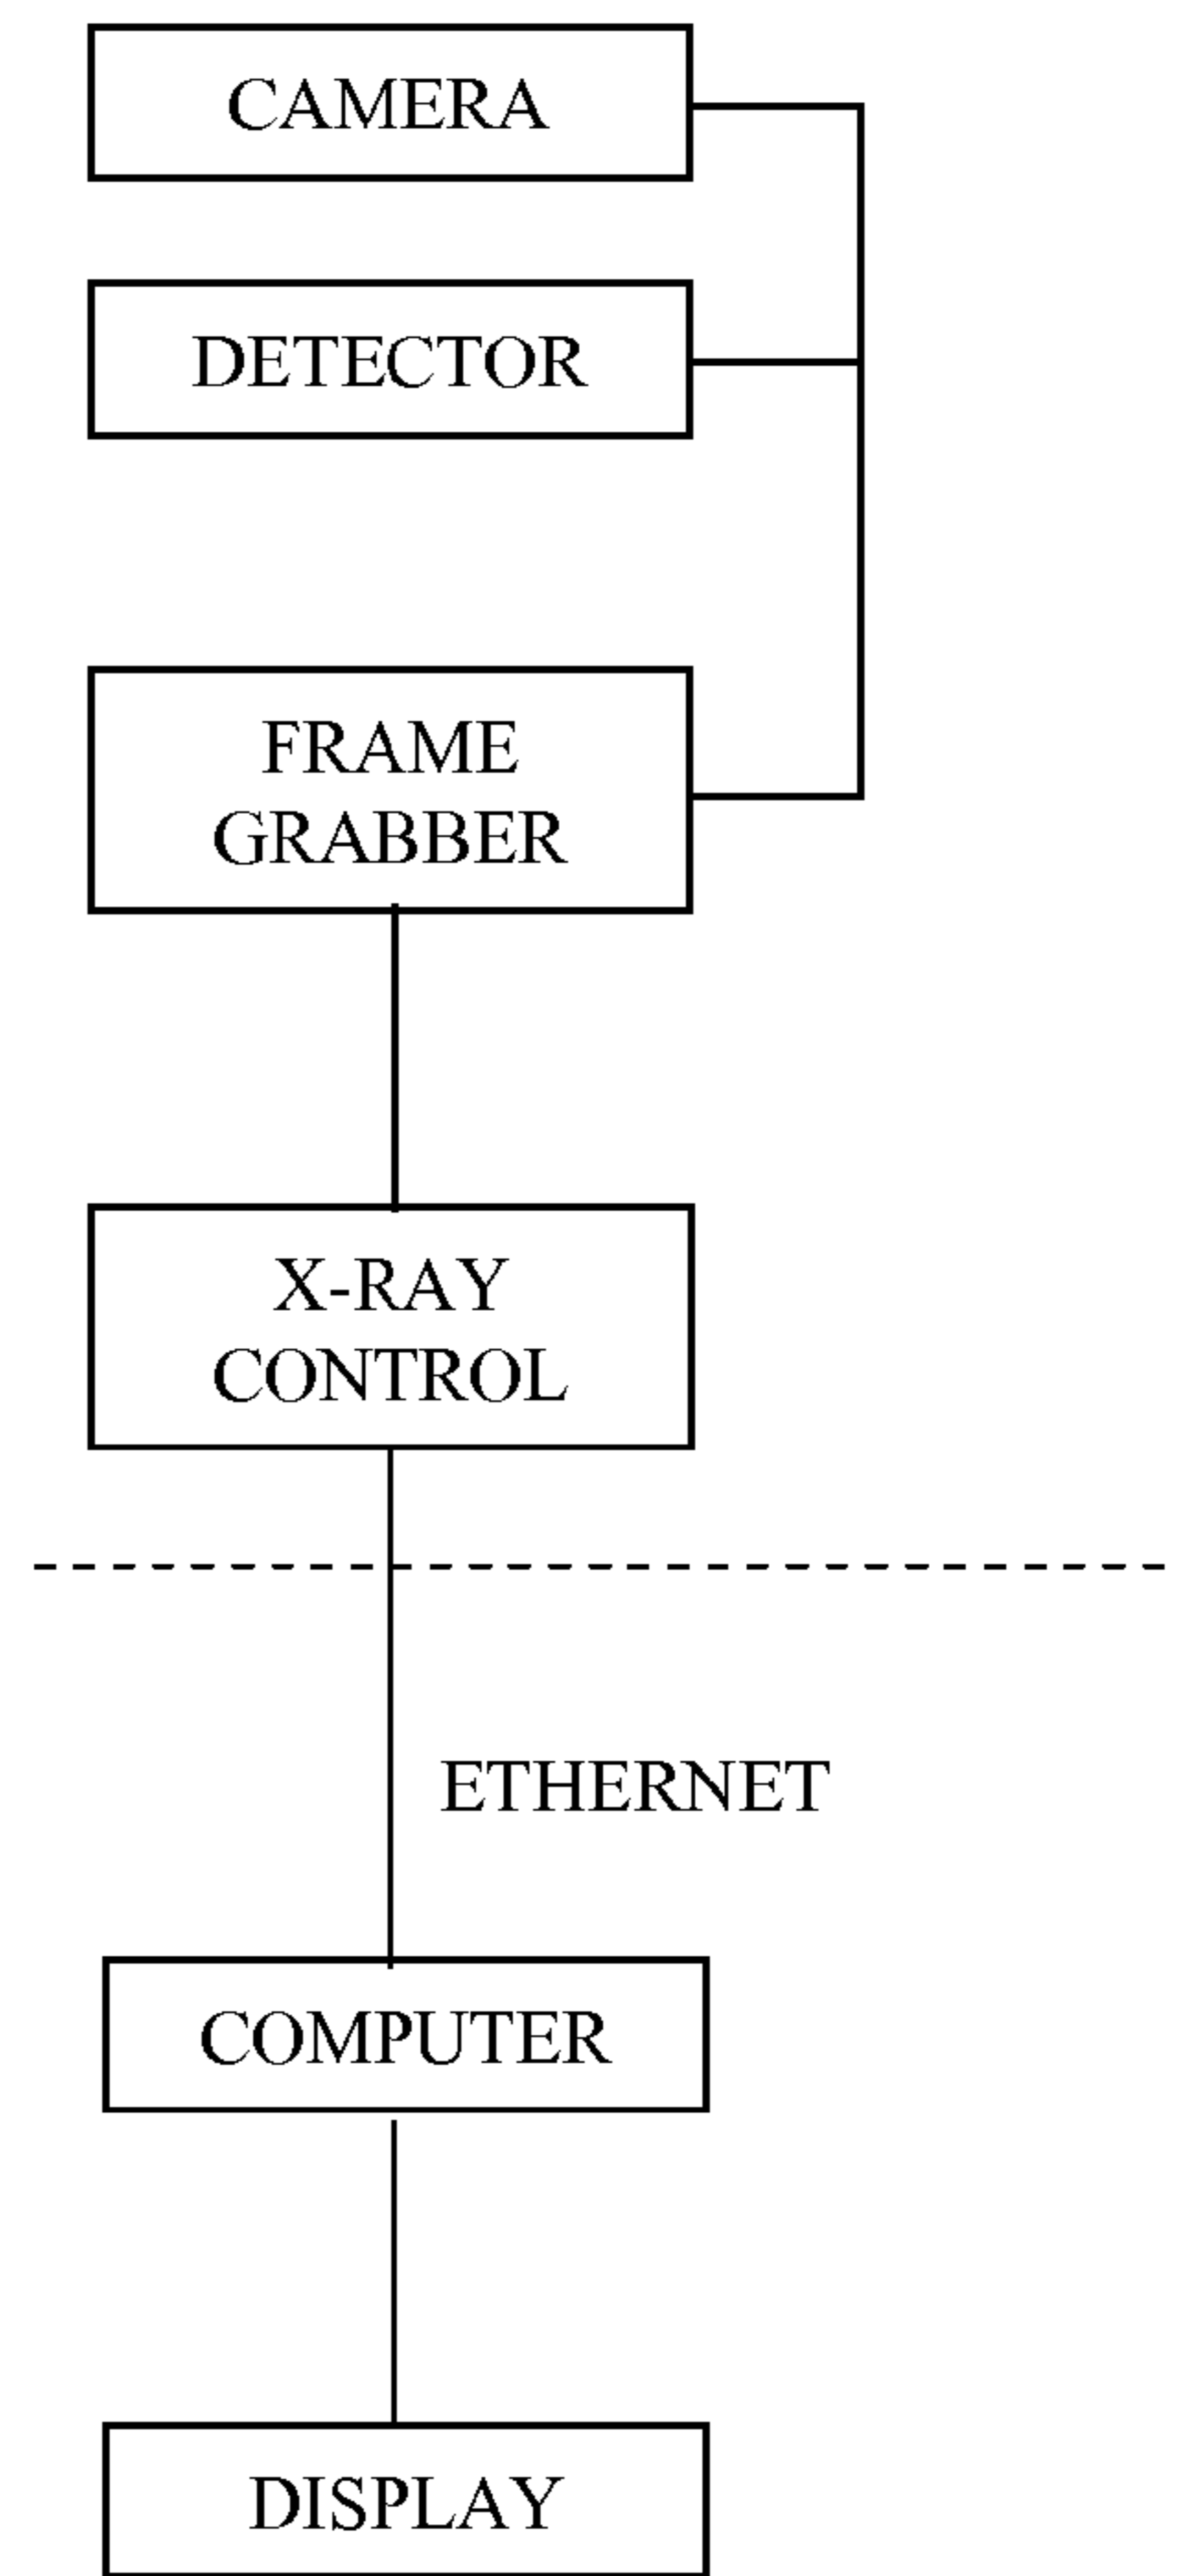 CAMERA
DETECTOR
FRAME
GRABBER
X-RAY
CONTROL
ETHERNET
COMPUTER
DISPLAY